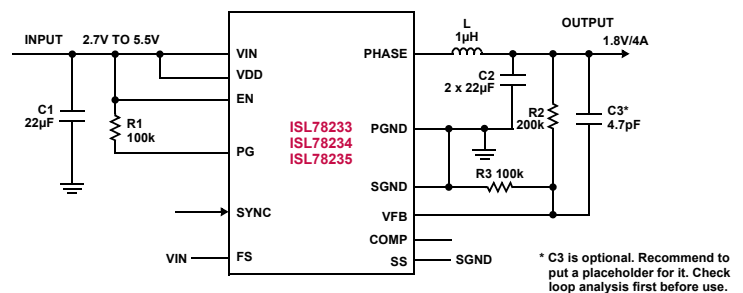 INPUT
2.7V TO 5.5V
C1
22µF
R1
100k
VIN
VDD
EN
PG
SYNC
VIN
FS
ISL78233
ISL78234
ISL78235
PHASE
PGND
SGND
VFB
COMP
SS
SGND
L
1µH
OUTPUT
1.8V/4A
C2
2 x 22µF
R2
200k
C3*
4.7pF
R3 100k
* C3 is optional. Recommend to
put a placeholder for it. Check
loop analysis first before use.